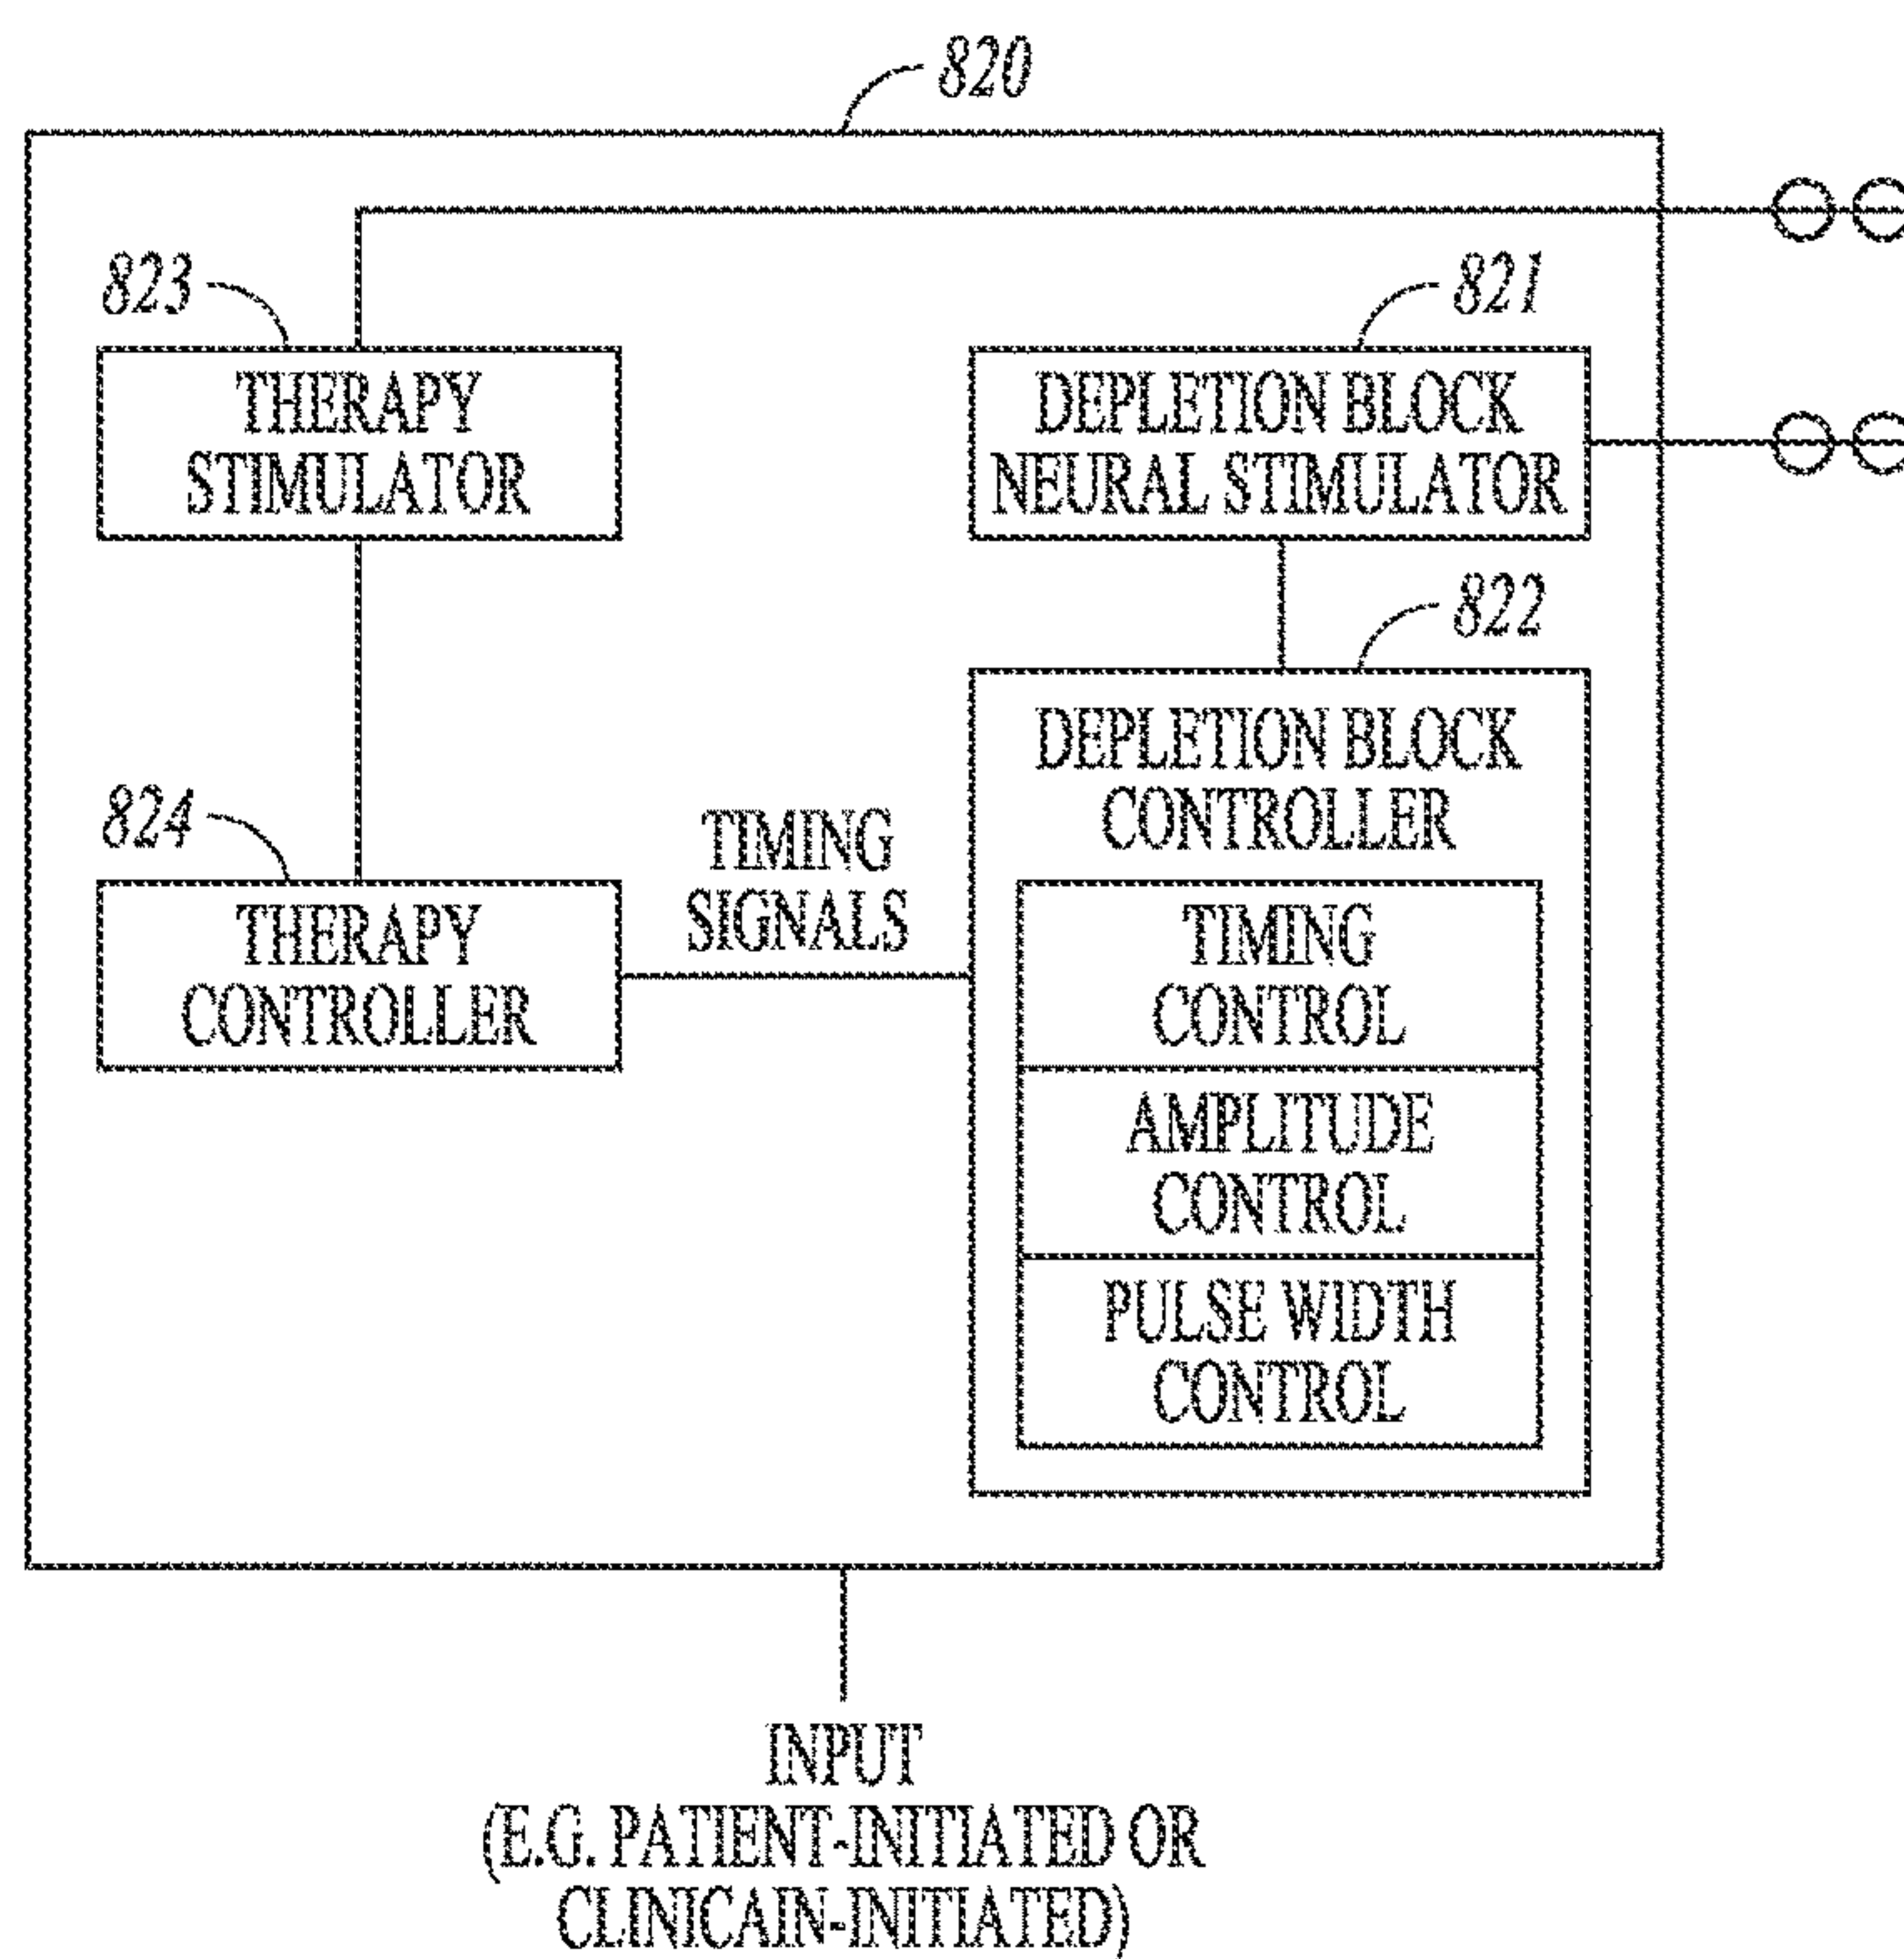 820
823
THERAPY
STIMULATOR
821
DEPLETION BLOCK
NEURAL STIMULATOR
822
DEPLETION BLOCK
CONTROLLER
824
THERAPY
CONTROLLER
TIMING
SIGNALS
TIMING
CONTROL
AMPLITUDE
CONTROL
PULSE WIDTH
CONTROL
INPUT
(E.G. PATIENT-INITIATED OR
CLINICAIN-INITIATED)